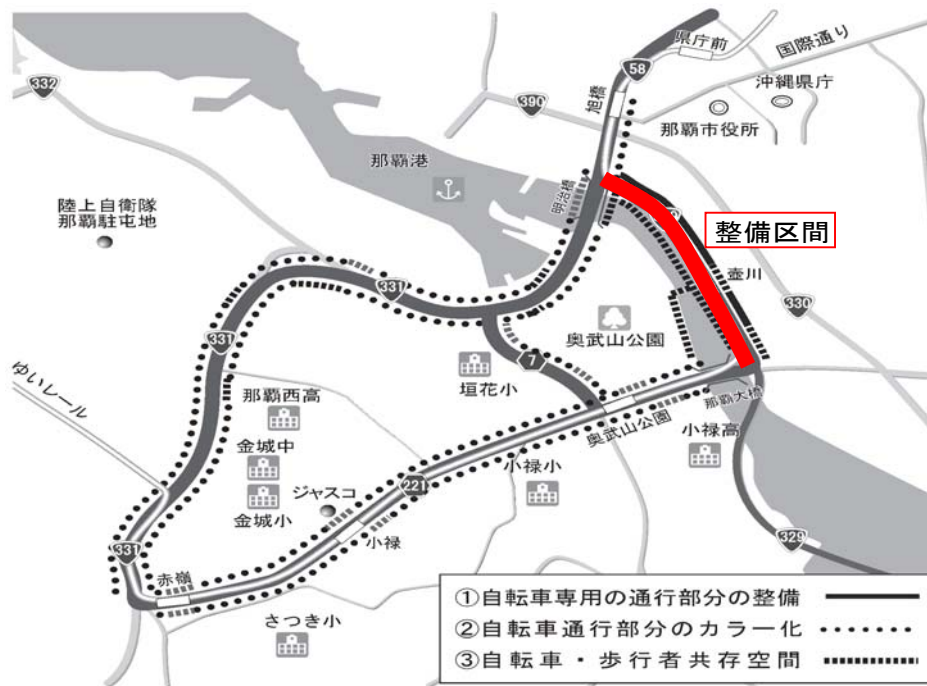 県庁前
国際通り
58
332
390
旭橋
沖縄県庁
那覇市役所
那覇港
明治橋
陸上自衛隊
那覇駐屯地
整備区間
壺川
331
330
331
奥武山公園
ゆいレール
7
垣花小
那覇西高
那覇大橋
奥武山公園
小禄高
金城中
小禄小
ジャスコ
221
金城小
小禄
329
331
赤嶺
さつき小
①自転車専用の通行部分の整備
②自転車通行部分のカラー化
③自転車・歩行者共存空間